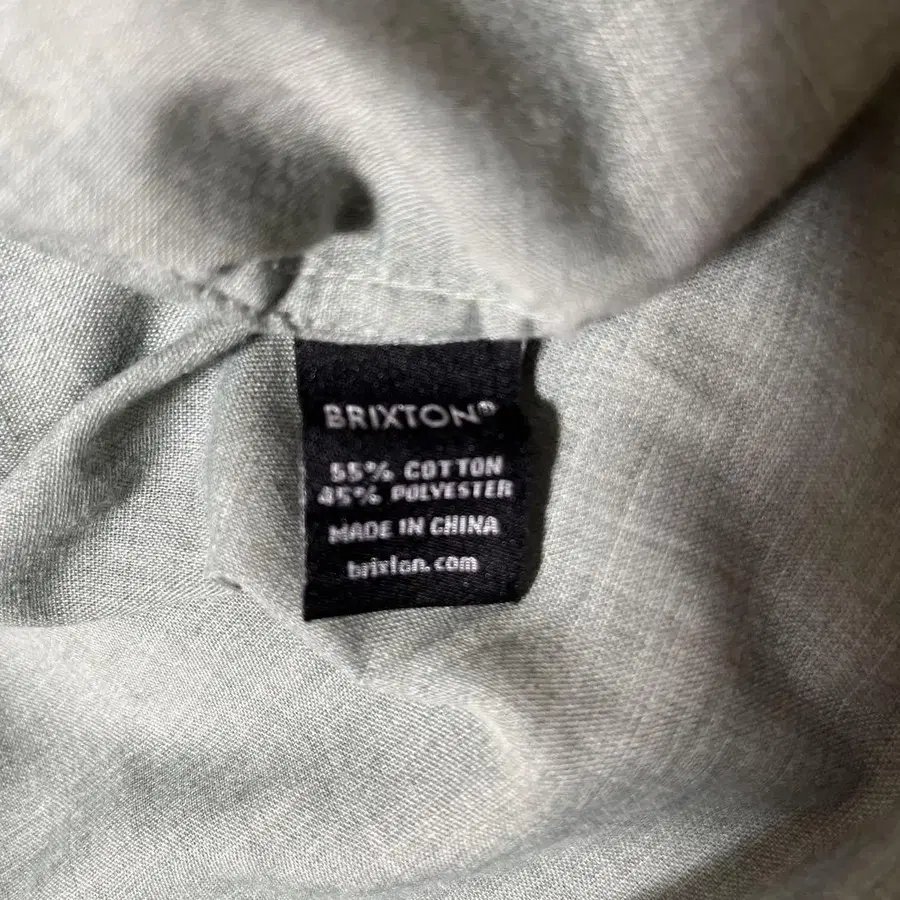 BRIXTON®
55% COTTON
45% POLYESTER
MADE IN CHINA
brixton.com